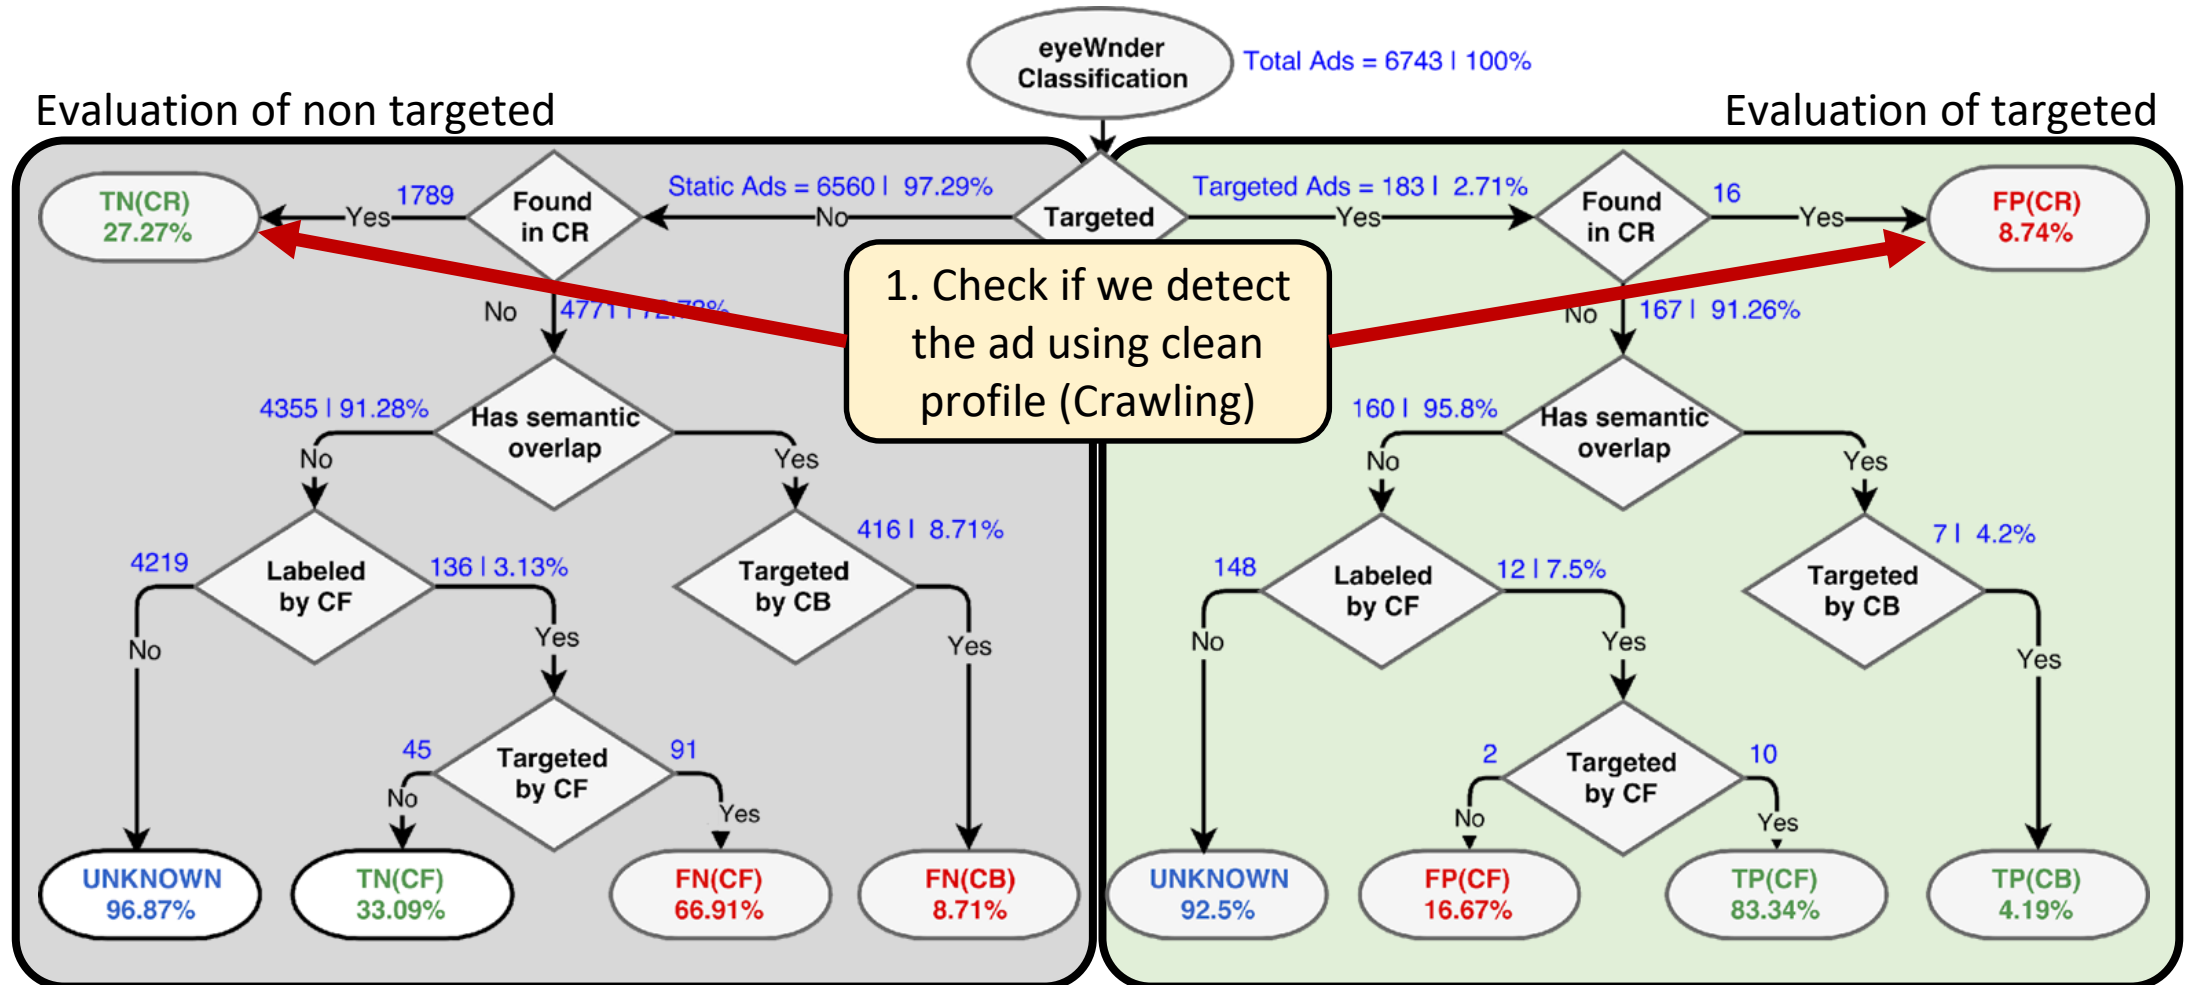 eyeWnder
Classification
Total Ads = 6743 | 100%
Evaluation of non targeted
Evaluation of targeted
TN(CR)
27.27%
1789
Yes
Found
in CR
Static Ads = 6560 | 97.29%
No
Targeted
Targeted Ads = 183 | 2.71%
Yes
Found
in CR
16
Yes
FP(CR)
8.74%
1. Check if we detect
the ad using clean
profile (Crawling)
No
4771 | 72.73%
No
167 | 91.26%
4355 | 91.28%
Has semantic
overlap
No
Yes
160 | 95.8%
Has semantic
overlap
No
Yes
4219
Labeled
by CF
136 | 3.13%
416 | 8.71%
Targeted
by CB
No
Yes
Yes
148
Labeled
by CF
12 | 7.5%
7 | 4.2%
Targeted
by CB
No
Yes
Yes
45
Targeted
by CF
91
No
Yes
2
Targeted
by CF
10
No
Yes
UNKNOWN
96.87%
TN(CF)
33.09%
FN(CF)
66.91%
FN(CB)
8.71%
UNKNOWN
92.5%
FP(CF)
16.67%
TP(CF)
83.34%
TP(CB)
4.19%